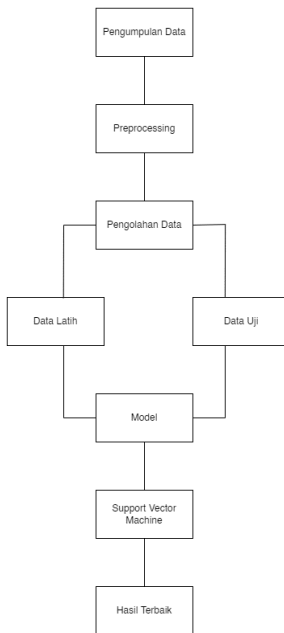 Pengumpulan Data
Preprocessing
Pengolahan Data
Data Latih
Data Uji
Model
Support Vector
Machine
Hasil Terbaik